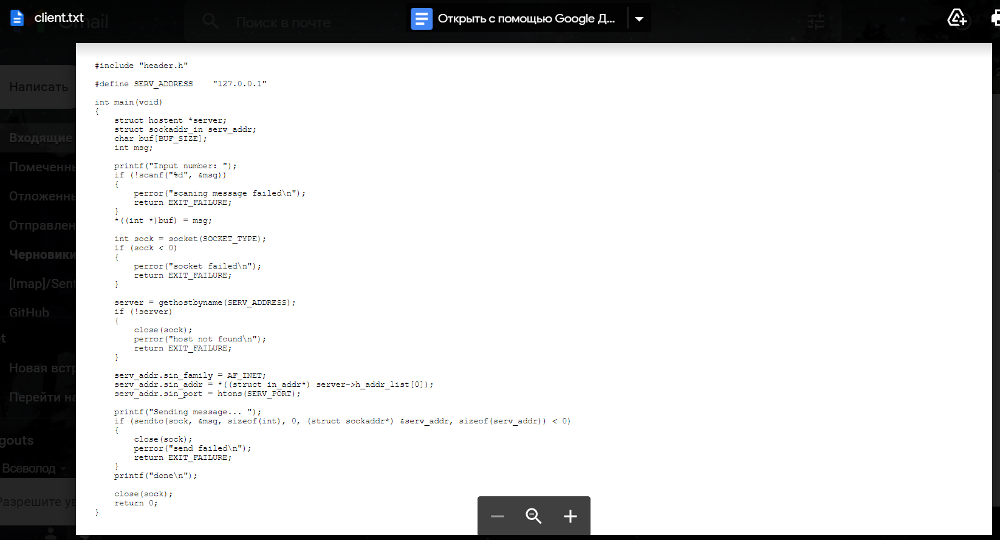 client.txt
Gmail
Поиск в почте
Открыть с помощью Google Д...
Написать
Входящие
Помеченны
Отложенны
Отправлен
Черновики
[Imap]/Sent
GitHub
et
Новая встр
Перейти на
gouts
Всеволод
Разрешите ув
#include "header.h"
#define SERV_ADDRESS    "127.0.0.1"
int main(void)
{
    struct hostent *server;
    struct sockaddr_in serv_addr;
    char buf[BUF_SIZE];
    int msg;
    printf("Input number: ");
    if (!scanf("%d", &msg))
    {
        perror("scaning message failed\n");
        return EXIT_FAILURE;
    }
    *((int *)buf) = msg;
    int sock = socket(SOCKET_TYPE);
    if (sock < 0)
    {
        perror("socket failed\n");
        return EXIT_FAILURE;
    }
    server = gethostbyname(SERV_ADDRESS);
    if (!server)
    {
        close(sock);
        perror("host not found\n");
        return EXIT_FAILURE;
    }
    serv_addr.sin_family = AF_INET;
    serv_addr.sin_addr = *((struct in_addr*) server->h_addr_list[0]);
    serv_addr.sin_port = htons(SERV_PORT);
    printf("Sending message... ");
    if (sendto(sock, &msg, sizeof(int), 0, (struct sockaddr*) &serv_addr, sizeof(serv_addr)) < 0)
    {
        close(sock);
        perror("send failed\n");
        return EXIT_FAILURE;
    }
    printf("done\n");
    close(sock);
    return 0;
}